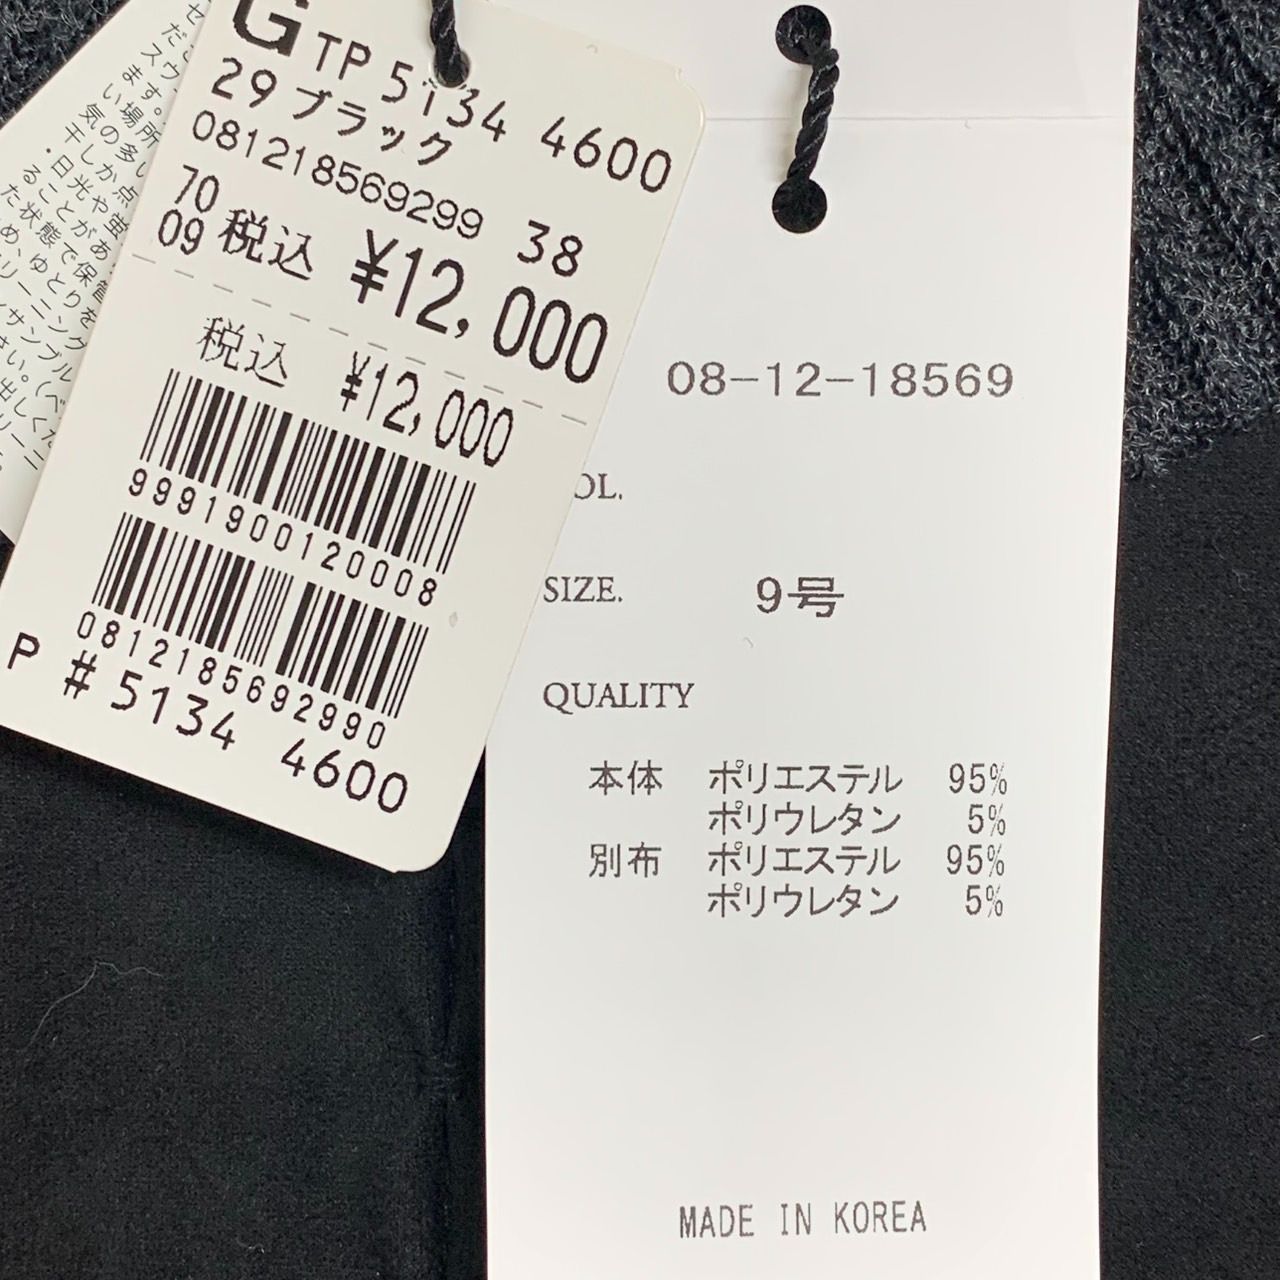 G TP 5134 4600
29 ブラック
081218569299 38
70
09 税込 ¥12,000
税込 ¥12,000
9991900120008
0812185692990
P #5134 4600
08-12-18569
OL.
SIZE. 9号
QUALITY
本体 ポリエステル 95%
ポリウレタン 5%
別布 ポリエステル 95%
ポリウレタン 5%
MADE IN KOREA